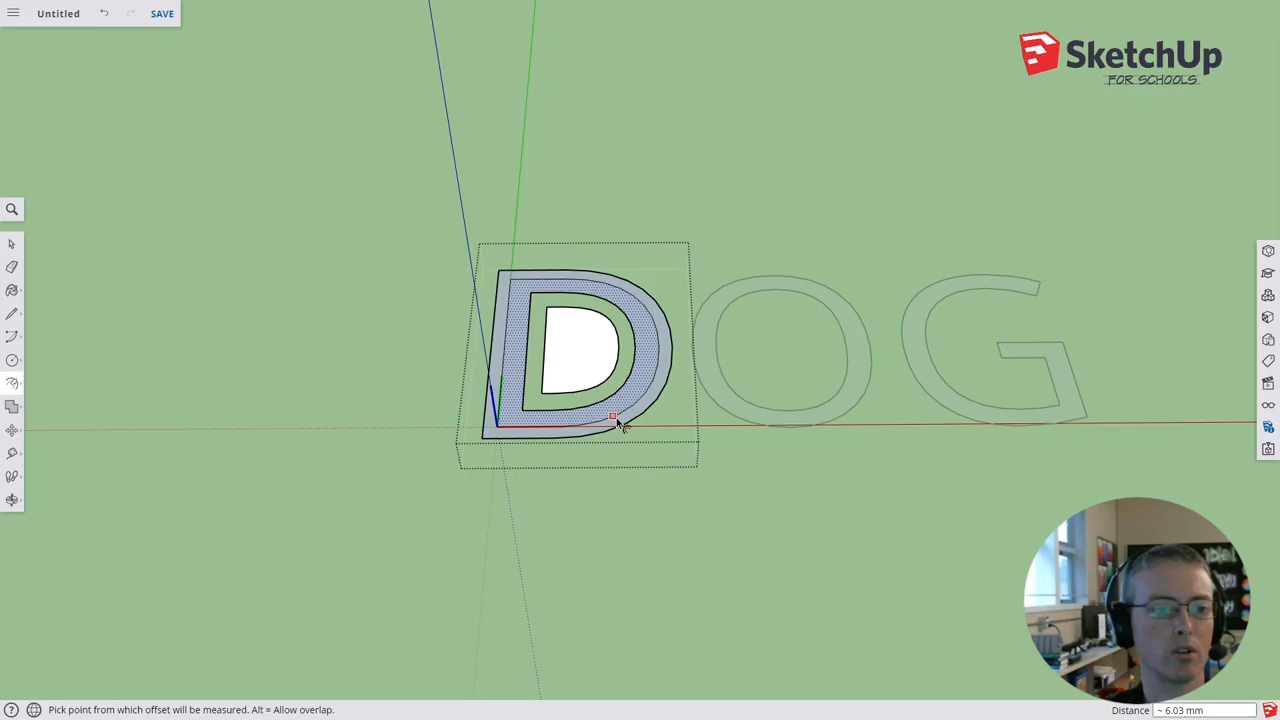 Untitled
SAVE
SketchUp
FOR SCHOOLS
DOG
Pick point from which offset will be measured. Alt = Allow overlap.
Distance ~ 6.03 mm